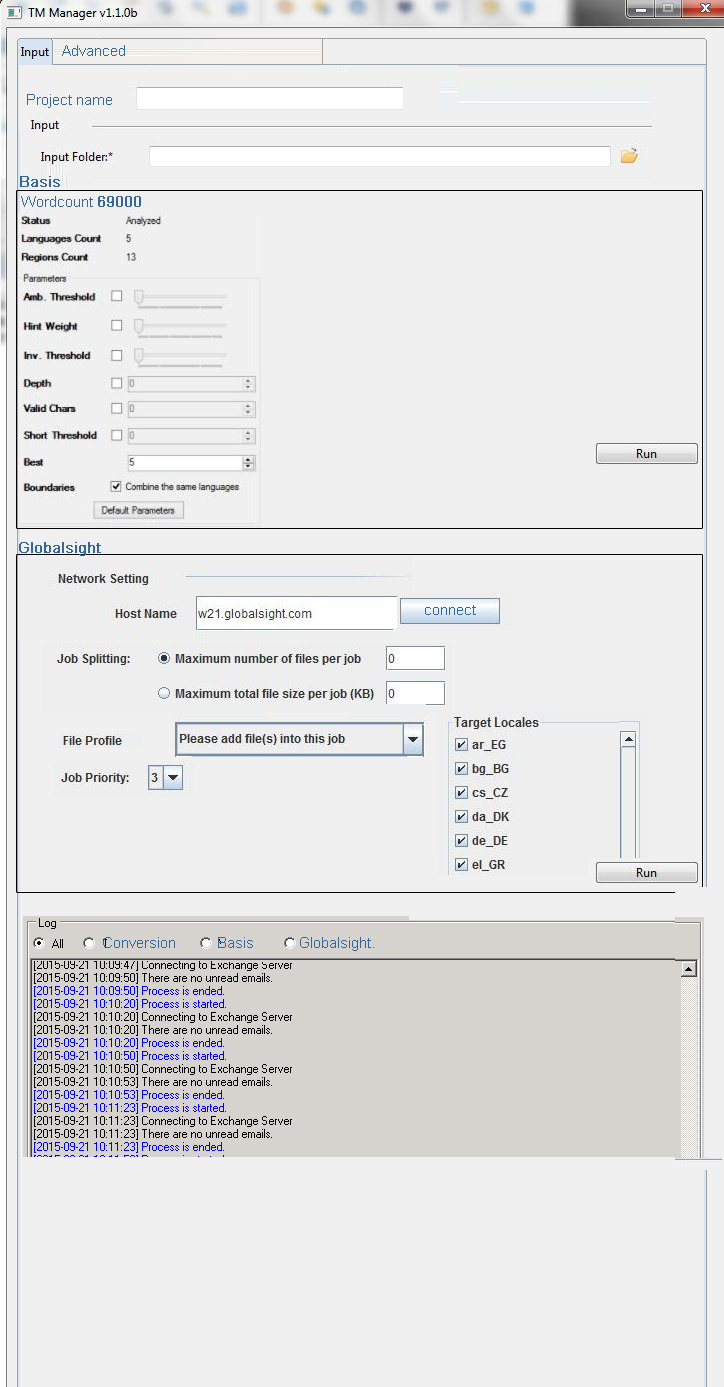 TM Manager v1.1.0b
Input Advanced
Project name
Input
Input Folder:*
Basis
Wordcount 69000
Status Analyzed
Languages Count 5
Regions Count 13
Parameters
Amb. Threshold
Hint Weight
Inv. Threshold
Depth 0
Valid Chars 0
Short Threshold 0
Best 5
Run
Boundaries Combine the same languages
Default Parameters
Globalsight
Network Setting
Host Name w21.globalsight.com connect
Job Splitting: Maximum number of files per job 0
Maximum total file size per job (KB) 0
File Profile Please add file(s) into this job
Job Priority: 3
Target Locales
ar_EG
bg_BG
cs_CZ
da_DK
de_DE
el_GR
Run
Log
All Conversion Basis Globalsight.
[2015-09-21 10:09:47] Connecting to Exchange Server
[2015-09-21 10:09:50] There are no unread emails.
[2015-09-21 10:09:50] Process is ended.
[2015-09-21 10:10:20] Process is started.
[2015-09-21 10:10:20] Connecting to Exchange Server
[2015-09-21 10:10:20] There are no unread emails.
[2015-09-21 10:10:20] Process is ended.
[2015-09-21 10:10:50] Process is started.
[2015-09-21 10:10:50] Connecting to Exchange Server
[2015-09-21 10:10:53] There are no unread emails.
[2015-09-21 10:10:53] Process is ended.
[2015-09-21 10:11:23] Process is started.
[2015-09-21 10:11:23] Connecting to Exchange Server
[2015-09-21 10:11:23] There are no unread emails.
[2015-09-21 10:11:23] Process is ended.